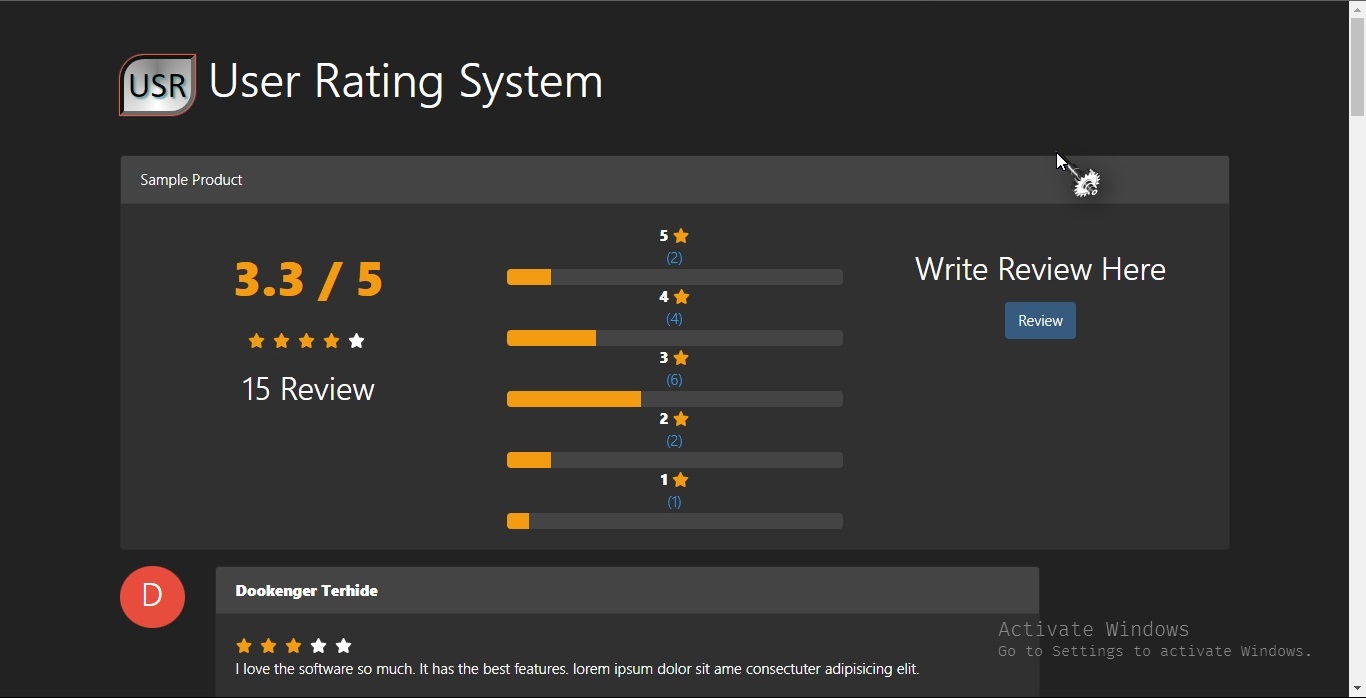 USR User Rating System
Sample Product
3.3 / 5
15 Review
5
(2)
4
(4)
3
(6)
2
(2)
1
(1)
Write Review Here
Review
D
Dookenger Terhide
I love the software so much. It has the best features. lorem ipsum dolor sit ame consectuter adipisicing elit.
Activate Windows
Go to Settings to activate Windows.